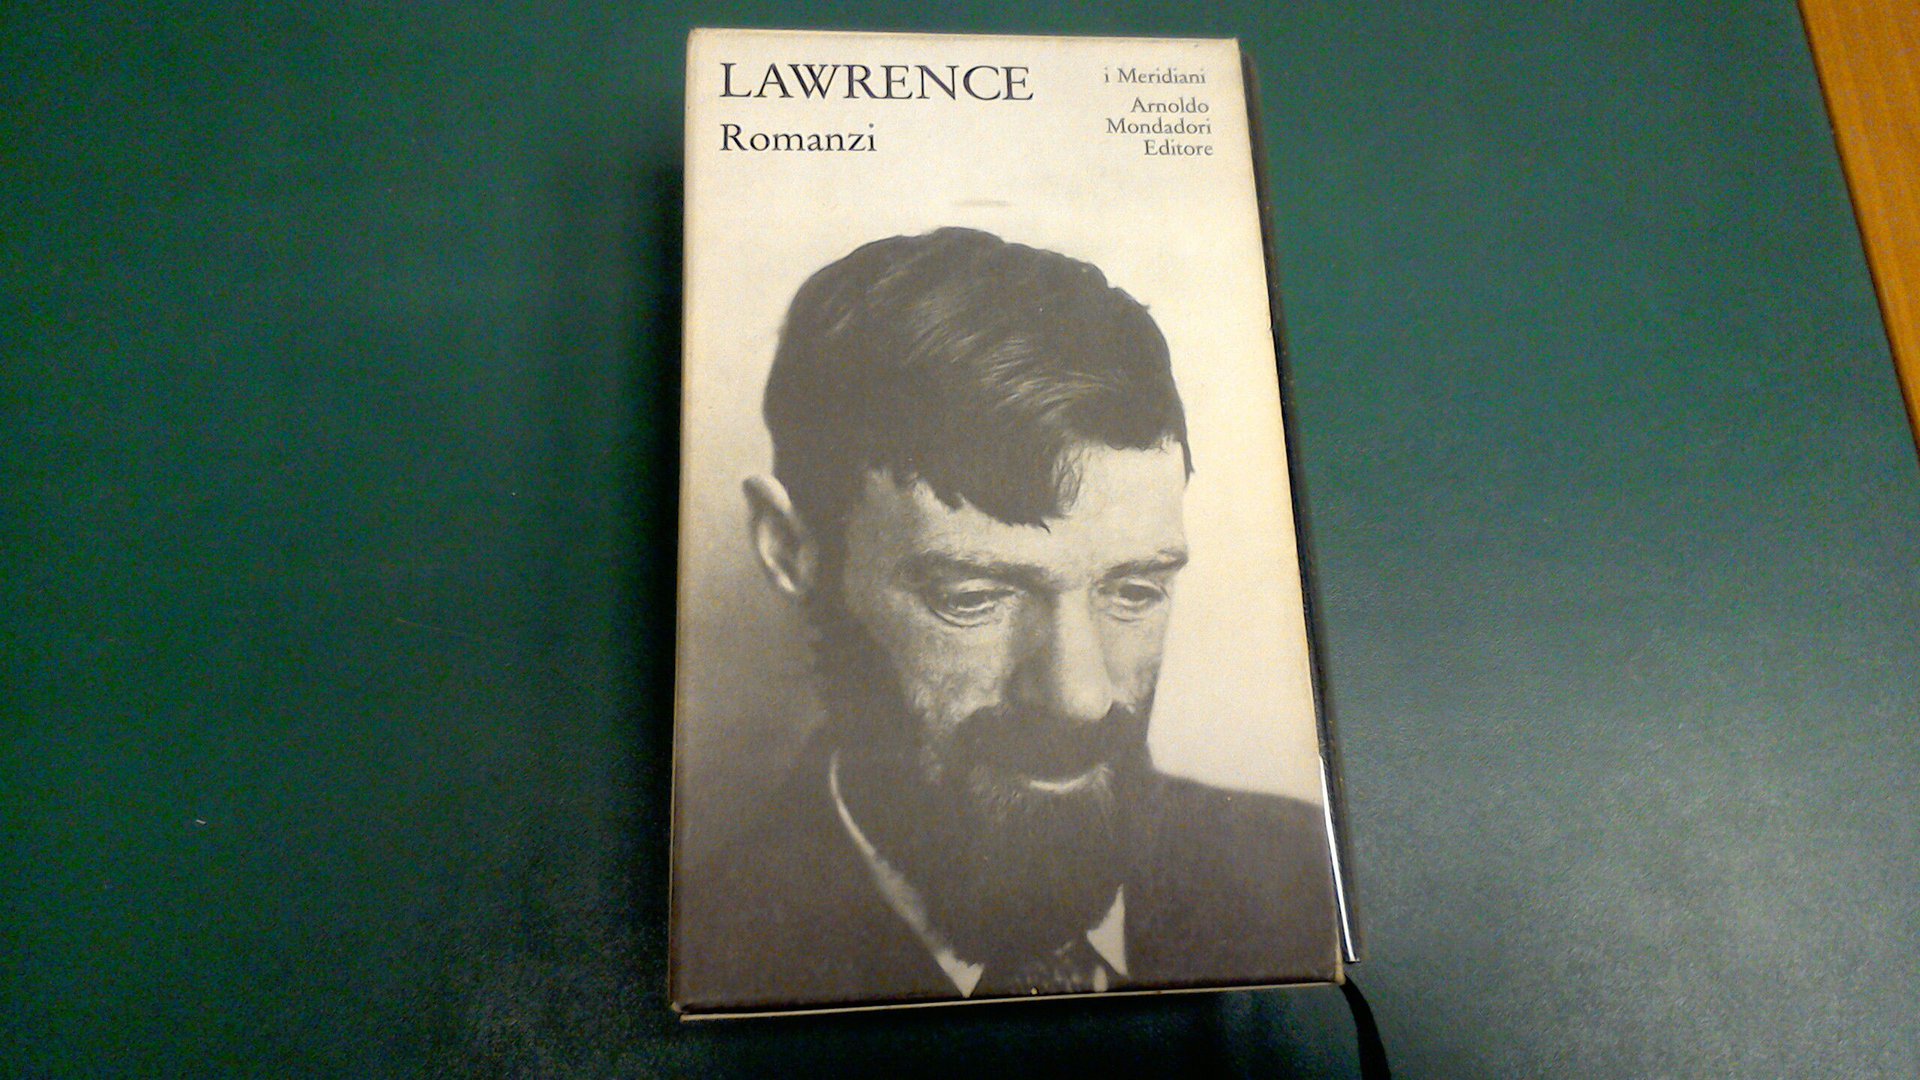 LAWRENCE
Romanzi
i Meridiani
Arnoldo
Mondadori
Editore